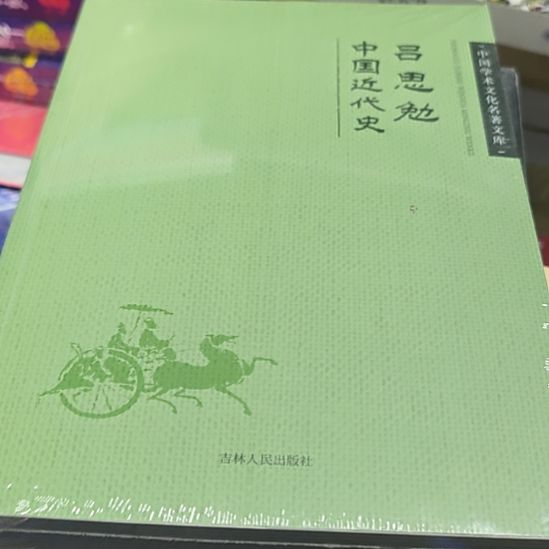 中国学术文化名著文库
吕思勉
中国近代史
吉林人民出版社